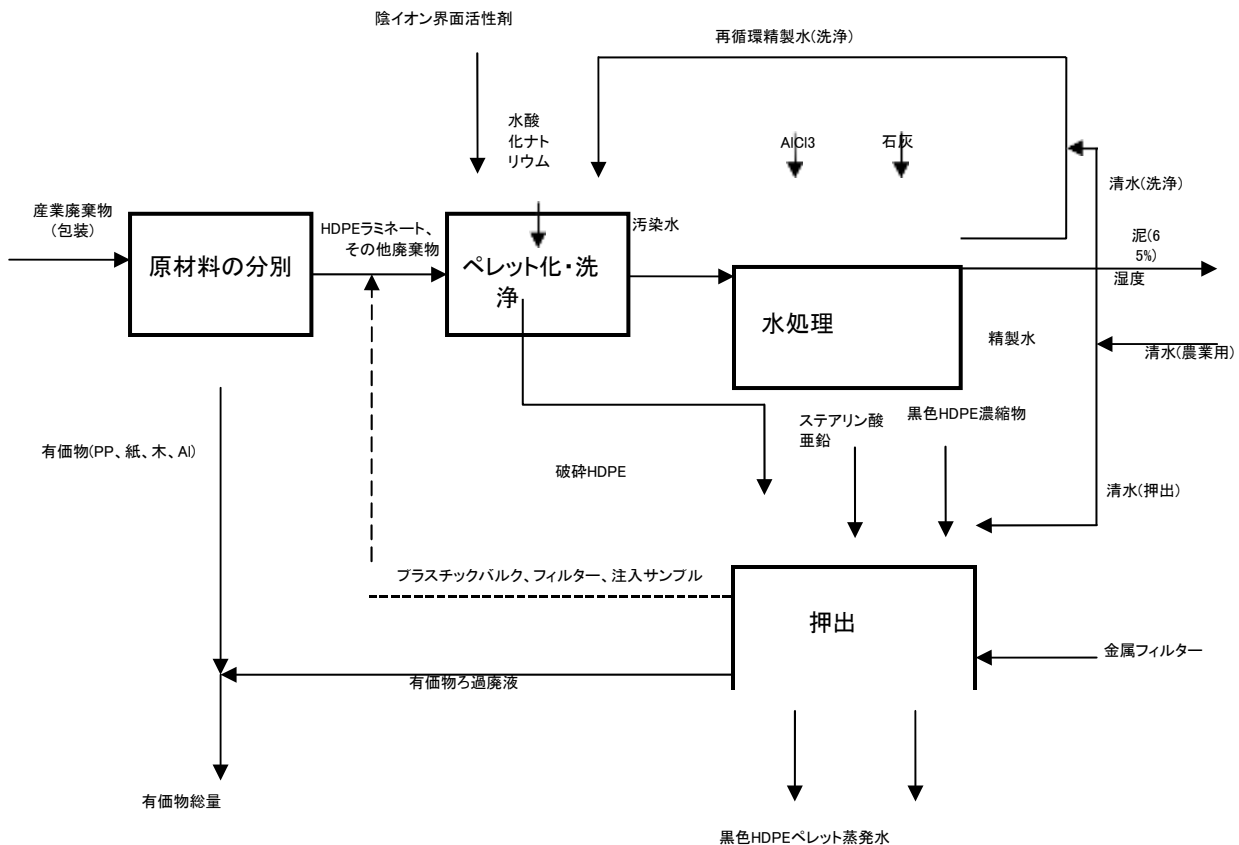 陰イオン界面活性剤
再循環精製水(洗浄)
水酸
化ナト
リウム
AlCl3
石灰
清水(洗浄)
産業廃棄物
(包装)
HDPEラミネート、
その他廃棄物
汚染水
泥(6
5%)
湿度
原材料の分別
ペレット化・洗
浄
水処理
精製水
清水(農業用)
ステアリン酸
亜鉛
黒色HDPE濃縮物
有価物(PP、紙、木、Al)
破砕HDPE
清水(押出)
プラスチックバルク、フィルター、注入サンプル
押出
金属フィルター
有価物ろ過廃液
有価物総量
黒色HDPEペレット蒸発水